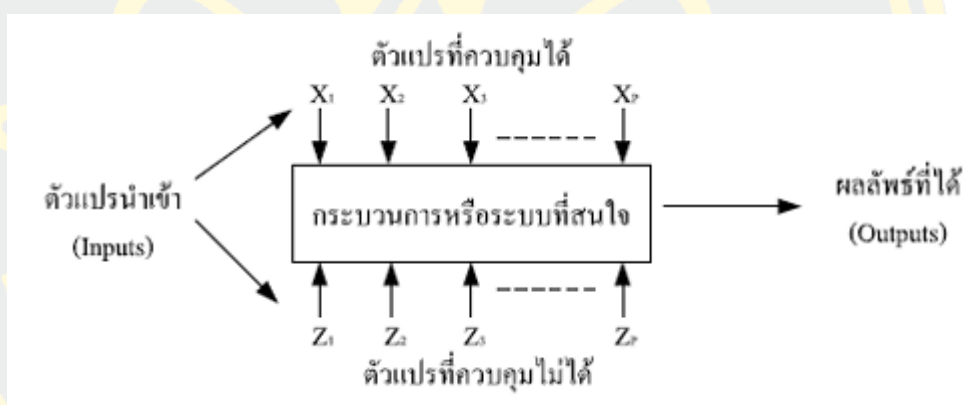 ตัวแปรที่ควบคุมได้
X₁ X₂ X₃ ------ Xₚ
ตัวแปรนำเข้า
(Inputs)
กระบวนการหรือระบบที่สนใจ
ผลลัพธ์ที่ได้
(Outputs)
------
Z₁ Z₂ Z₃ Zₚ
ตัวแปรที่ควบคุมไม่ได้